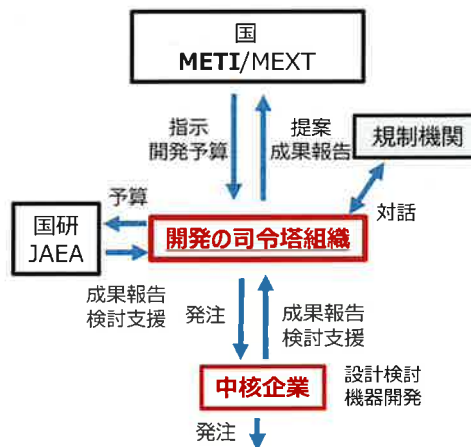 国
METI/MEXT
指示
開発予算
提案
成果報告
規制機関
対話
予算
国研
JAEA
開発の司令塔組織
成果報告
検討支援
発注
成果報告
検討支援
中核企業
設計検討
機器開発
発注